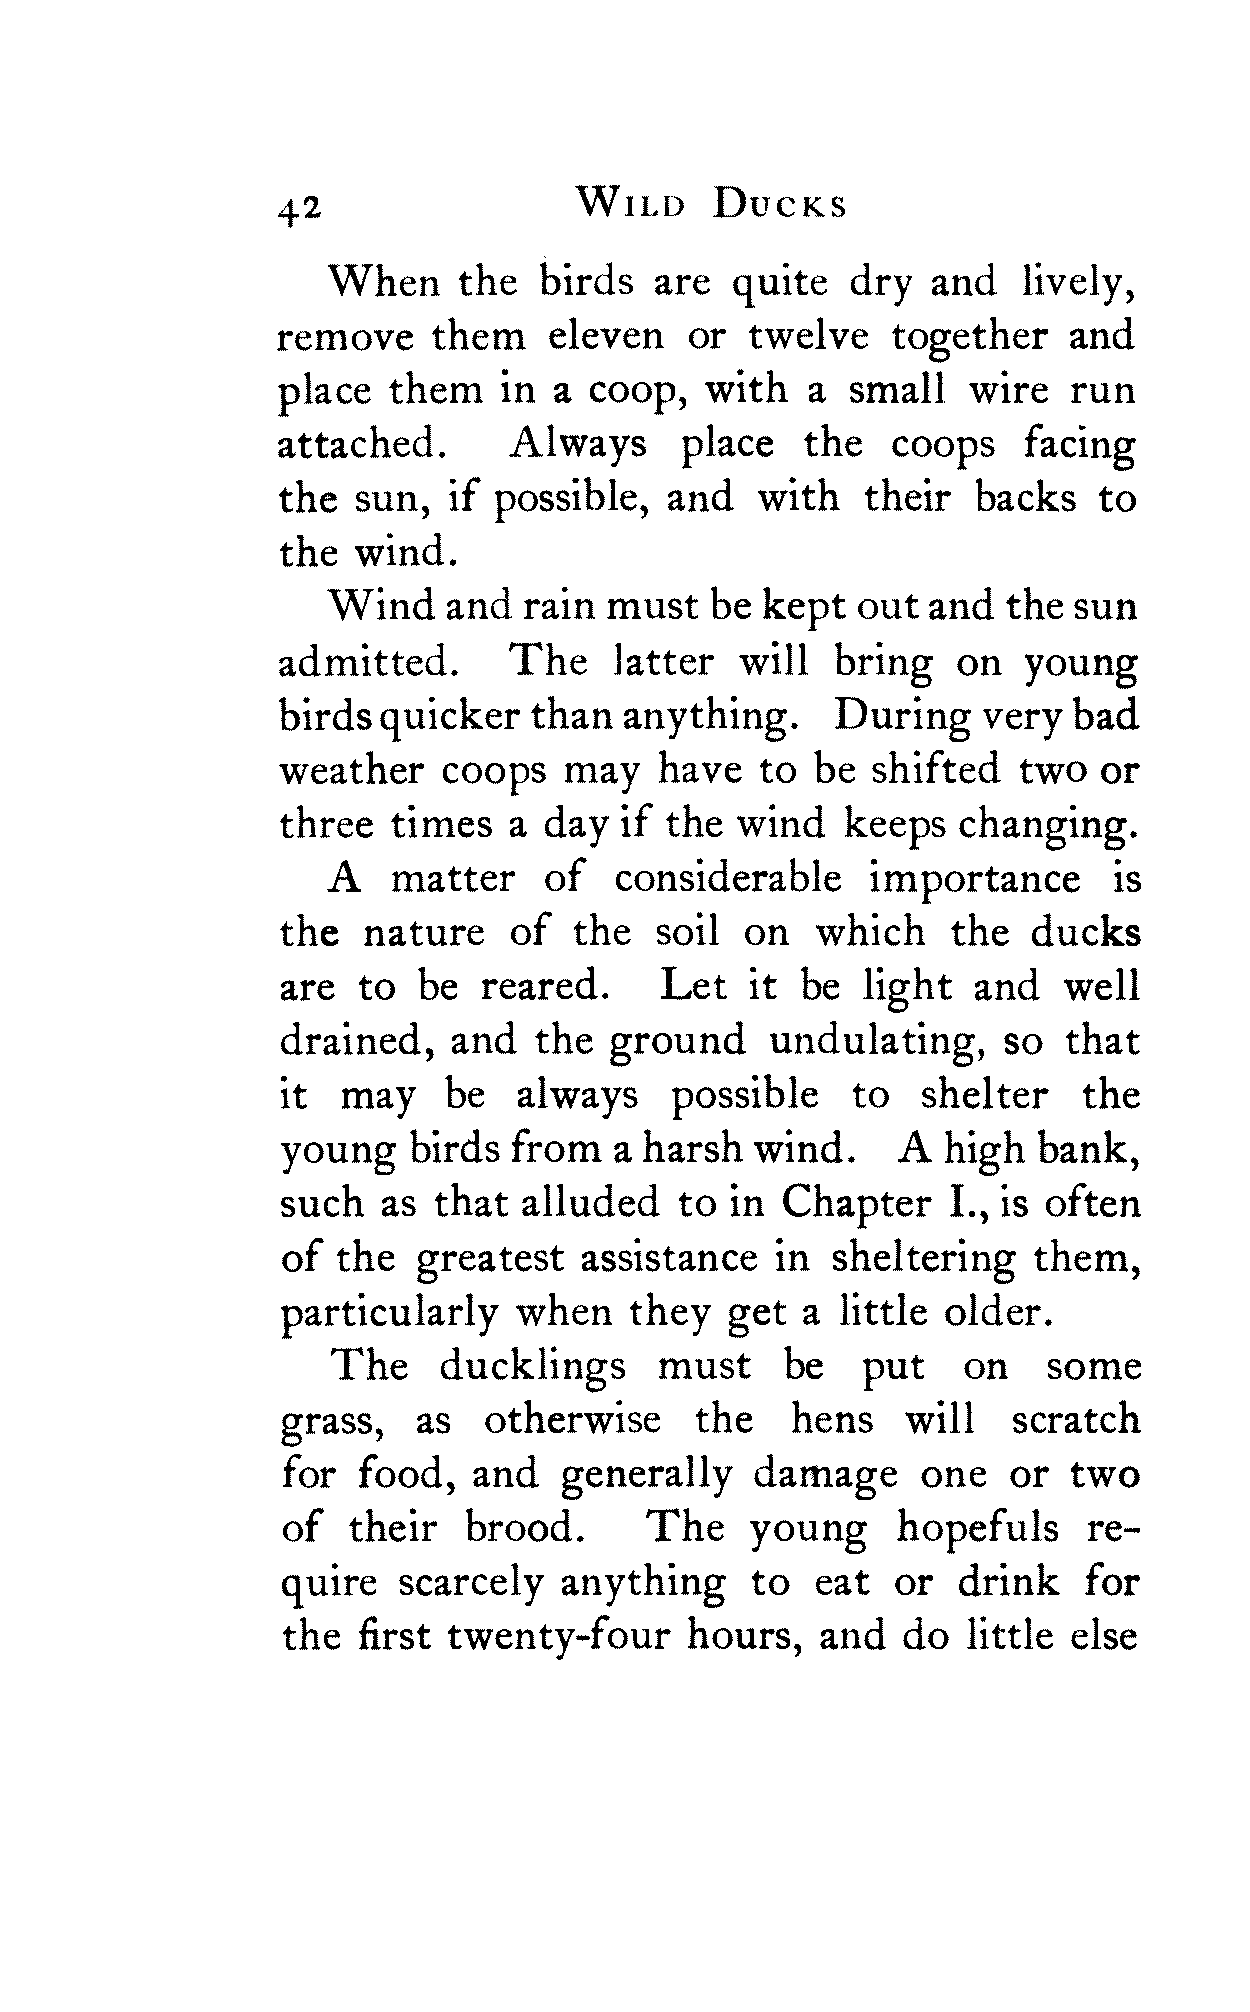 42 Wild Ducks
When the birds are quite dry and lively,
remove them eleven or twelve together and
place them in a coop, with a small wire run
attached. Always place the coops facing
the sun, if possible, and with their backs to
the wind.
Wind and rain must be kept out and the sun
admitted. The latter will bring on young
birds quicker than anything. During very bad
weather coops may have to be shifted two or
three times a day if the wind keeps changing.
A matter of considerable importance is
the nature of the soil on which the ducks
are to be reared. Let it be light and well
drained, and the ground undulating, so that
it may be always possible to shelter the
young birds from a harsh wind. A high bank,
such as that alluded to in Chapter I., is often
of the greatest assistance in sheltering them,
particularly when they get a little older.
The ducklings must be put on some
grass, as otherwise the hens will scratch
for food, and generally damage one or two
of their brood. The young hopefuls re-
quire scarcely anything to eat or drink for
the first twenty-four hours, and do little else